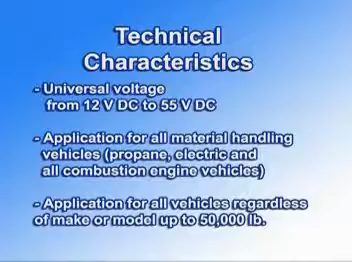 Technical
Characteristics
- Universal voltage
from 12 V DC to 55 V DC
- Application for all material handling
vehicles (propane, electric and
all combustion engine vehicles)
- Application for all vehicles regardless
of make or model up to 50,000 lb.